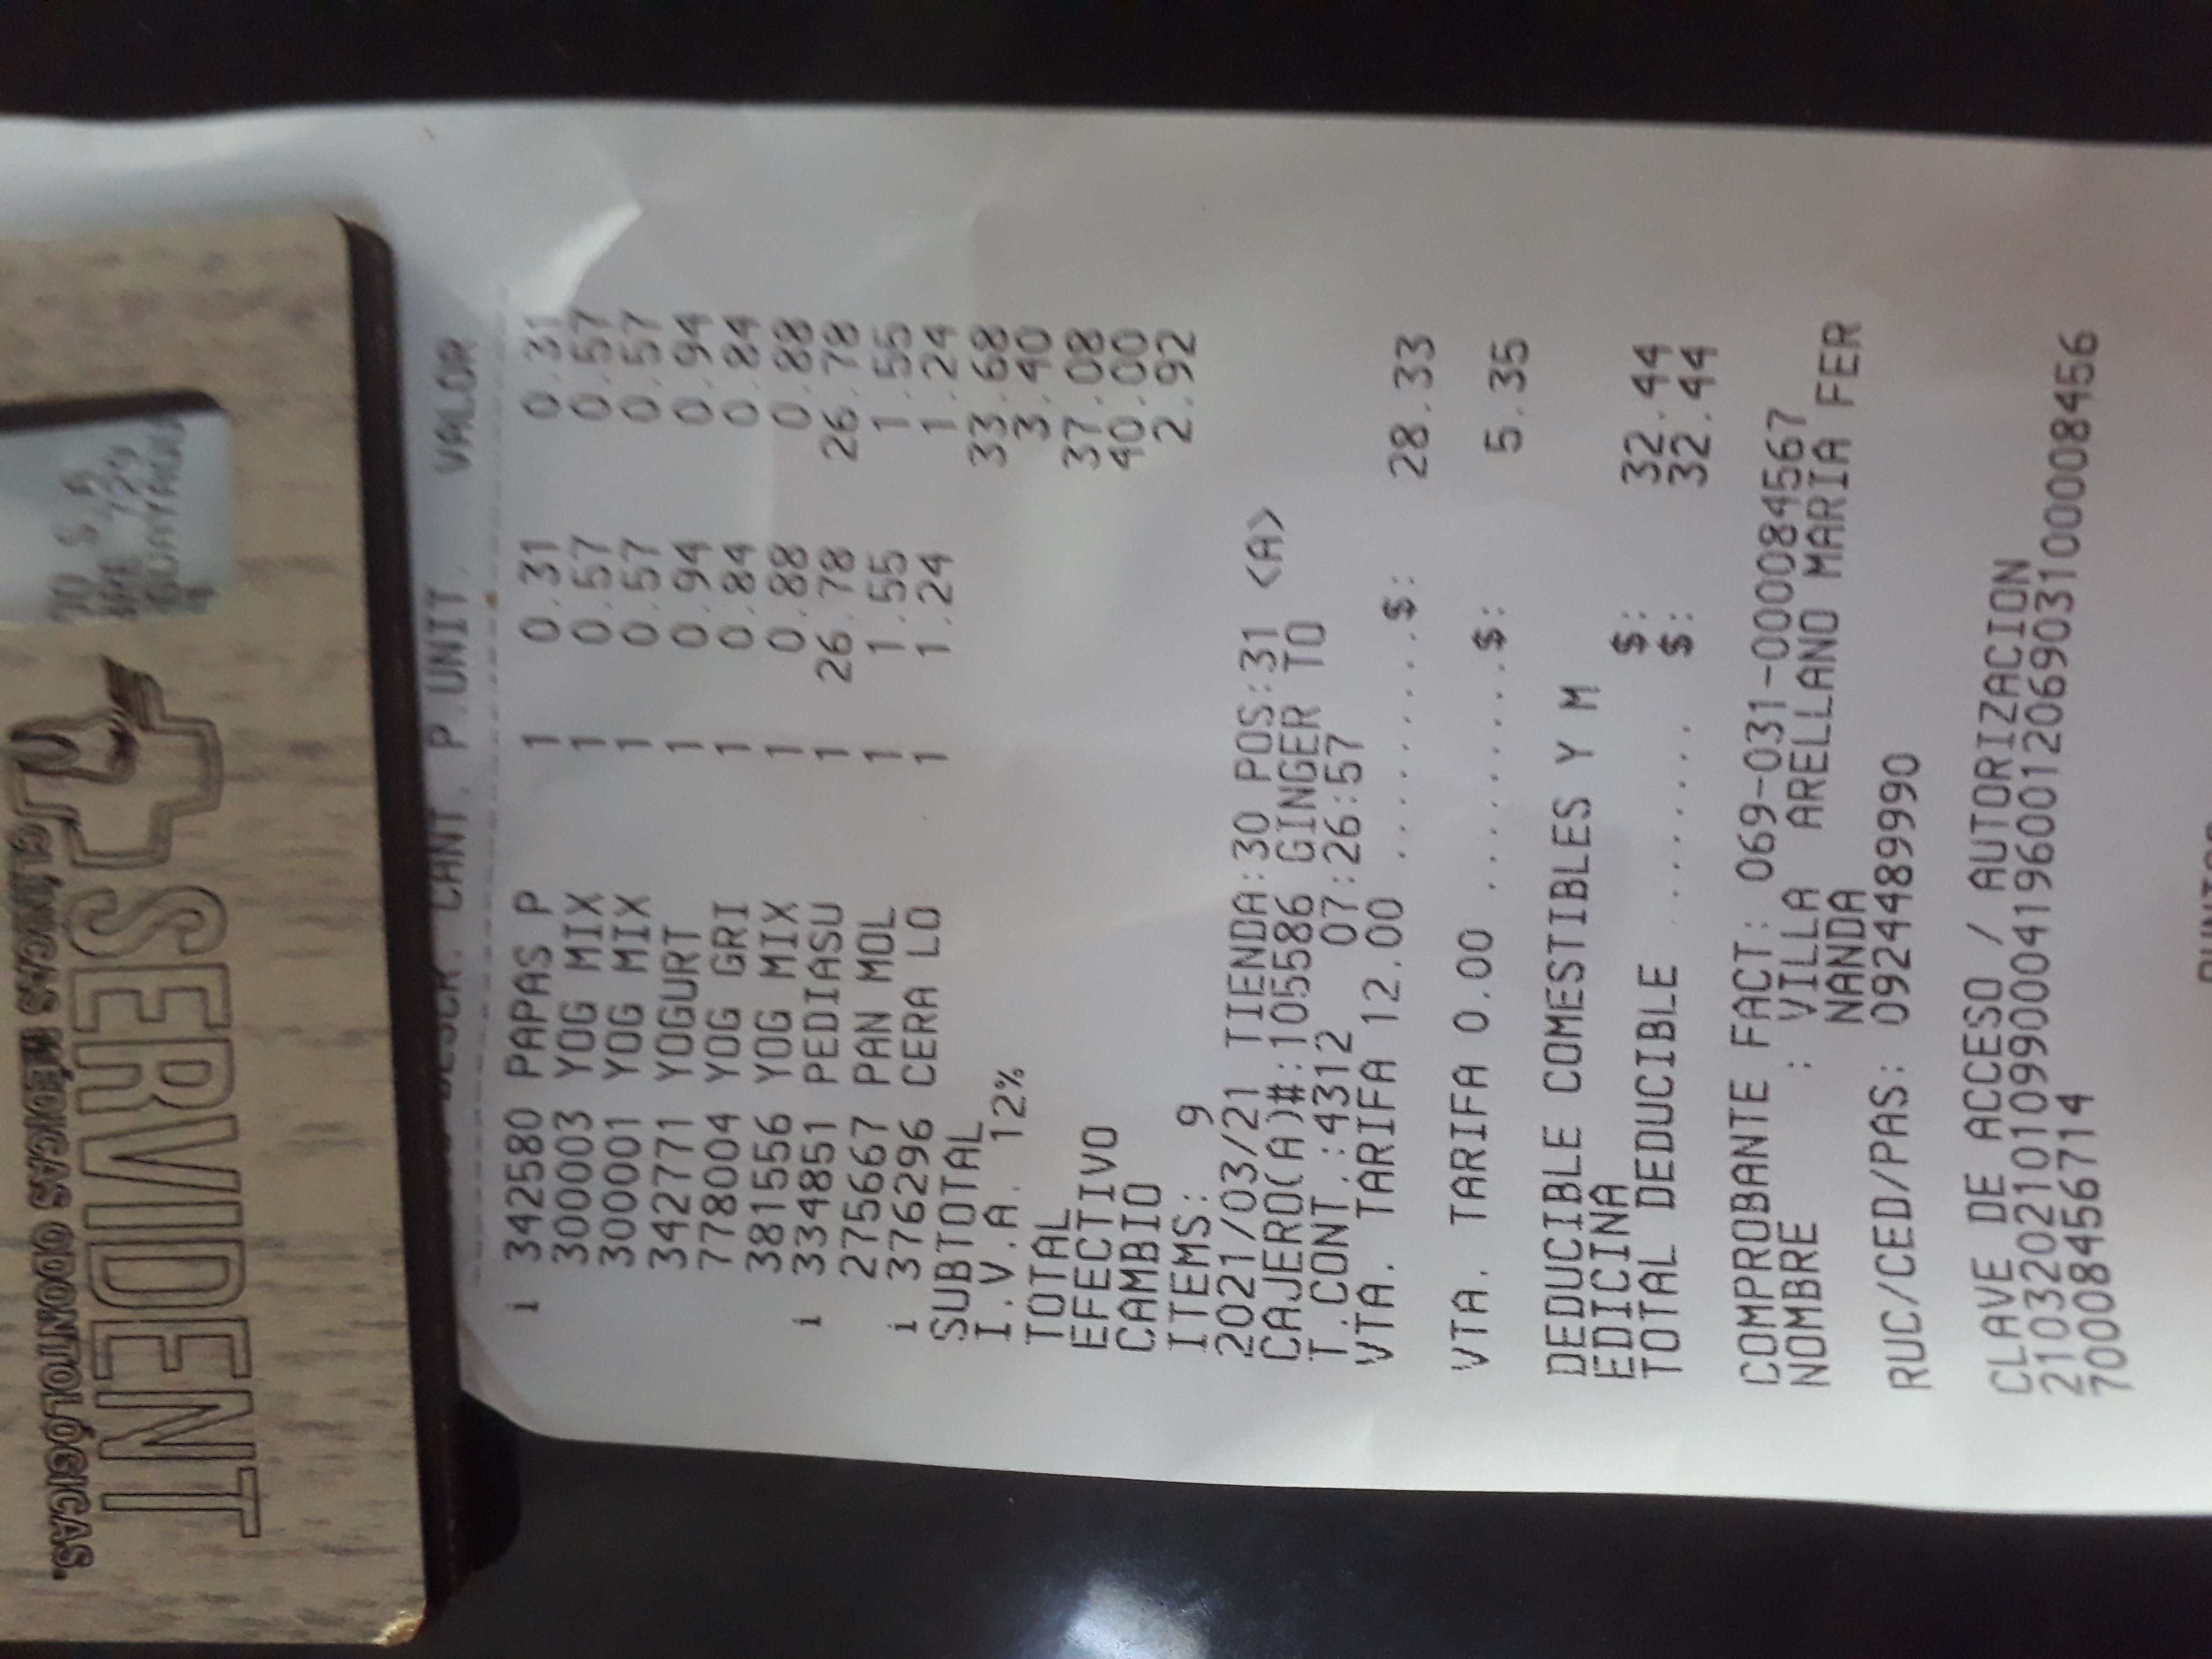 CLÍNICAS MÉDICAS ODONTOLÓGICAS.
SERVIDENT
DESCR. CANT. P.UNIT. VALOR
i 342580 PAPAS P 1 0.31 0.31
300003 YOG MIX 1 0.57 0.57
300001 YOG MIX 1 0.57 0.57
342771 YOGURT 1 0.94 0.94
778004 YOG GRI 1 0.84 0.84
381556 YOG MIX 1 0.88 0.88
i 334851 PEDIASU 1 26.78 26.78
275667 PAN MOL 1 1.55 1.55
i 376296 CERA LO 1 1.24 1.24
SUBTOTAL 33.68
I.V.A. 12% 3.40
TOTAL 37.08
EFECTIVO 40.00
CAMBIO 2.92
ITEMS: 9
2021/03/21 TIENDA:30 POS:31 <A>
CAJERO(A)#:105586 GINGER TO
T.CONT.:4312 07:26:57
VTA. TARIFA 12.00 .........$: 28.33
VTA. TARIFA 0.00 .........$: 5.35
DEDUCIBLE COMESTIBLES Y M
EDICINA $: 32.44
TOTAL DEDUCIBLE ....... $: 32.44
COMPROBANTE FACT: 069-031-000084567
NOMBRE : VILLA ARELLANO MARIA FER
NANDA
RUC/CED/PAS: 0924489990
CLAVE DE ACCESO / AUTORIZACION
21032021010990004196001206903100008456
70008456714